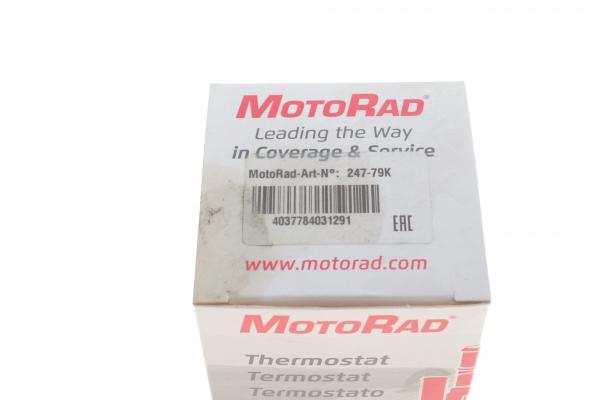 MOTORAD®
Leading the Way
in Coverage & Service
MotoRad-Art-Nº: 247-79K
4037784031291
EAC
www.motorad.com
MOTORAD®
Thermostat
Termostat
Termostato